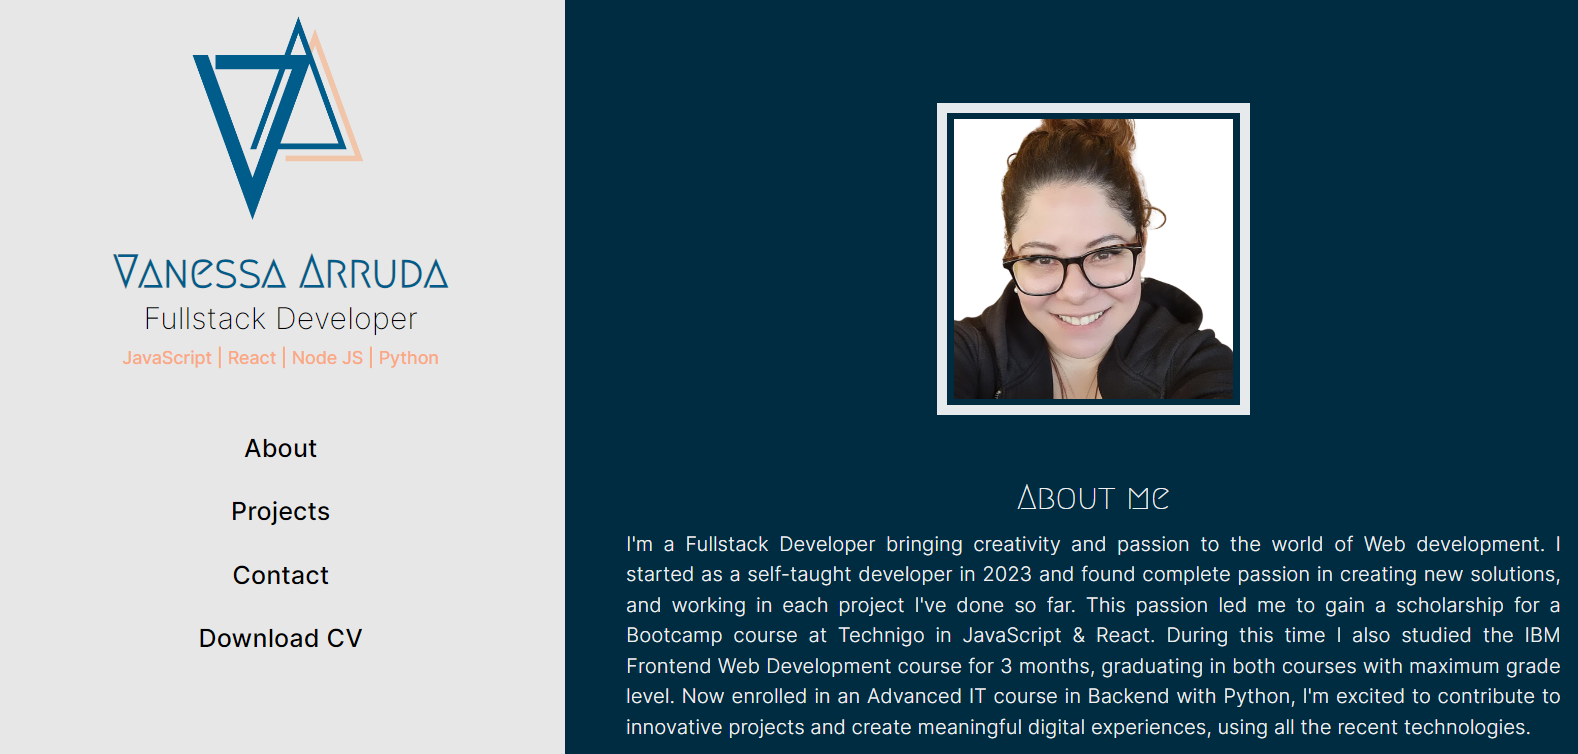 Vanessa Arruda
Fullstack Developer
JavaScript | React | Node JS | Python
About
Projects
Contact
Download CV
About me
I'm a Fullstack Developer bringing creativity and passion to the world of Web development. I
started as a self-taught developer in 2023 and found complete passion in creating new solutions,
and working in each project I've done so far. This passion led me to gain a scholarship for a
Bootcamp course at Technigo in JavaScript & React. During this time I also studied the IBM
Frontend Web Development course for 3 months, graduating in both courses with maximum grade
level. Now enrolled in an Advanced IT course in Backend with Python, I'm excited to contribute to
innovative projects and create meaningful digital experiences, using all the recent technologies.